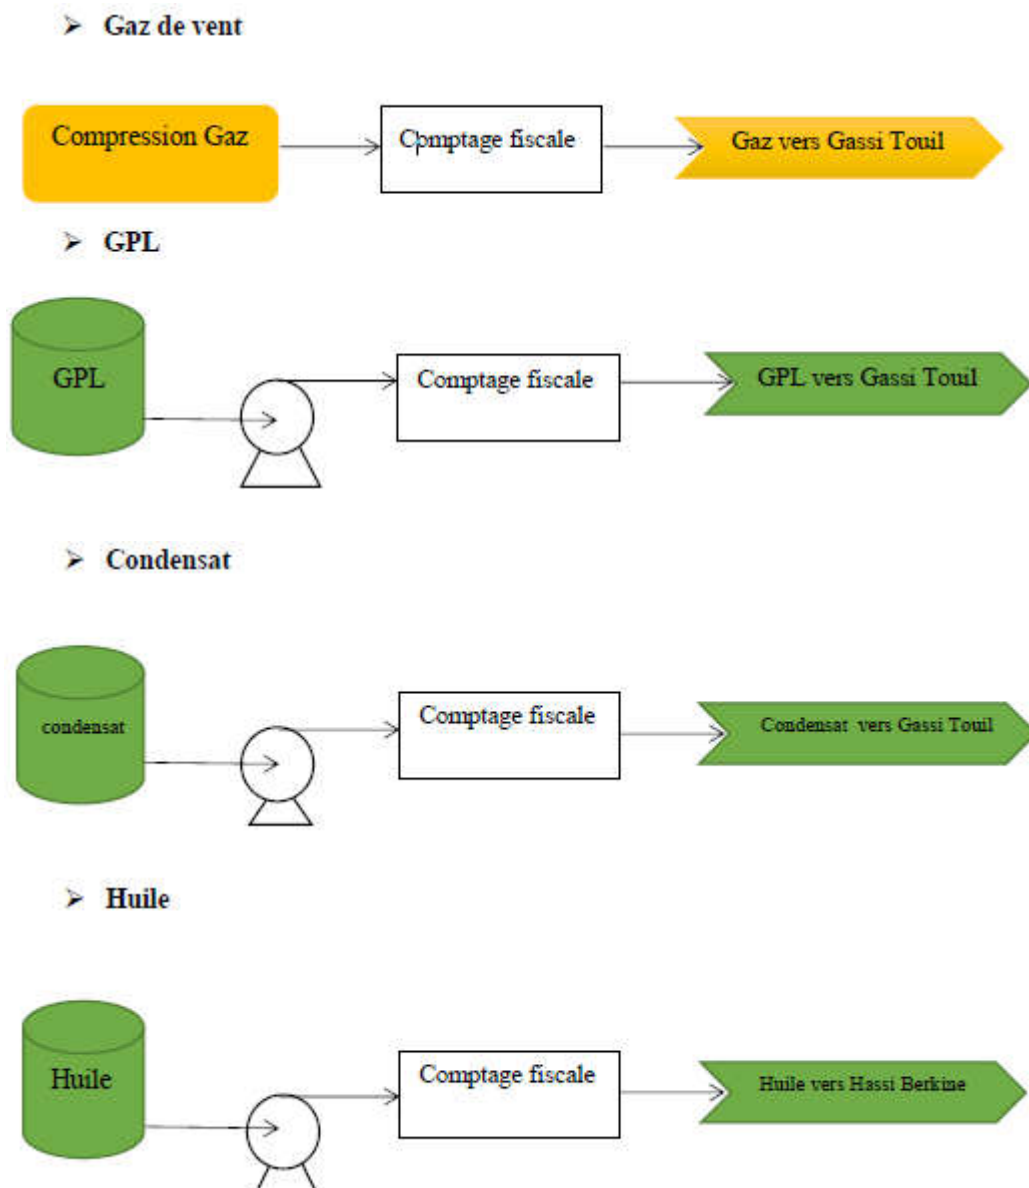 ➢ Gaz de vent
Compression Gaz
Comptage fiscale
Gaz vers Gassi Touil
➢ GPL
GPL
Comptage fiscale
GPL vers Gassi Touil
➢ Condensat
condensat
Comptage fiscale
Condensat vers Gassi Touil
➢ Huile
Huile
Comptage fiscale
Huile vers Hassi Berkine